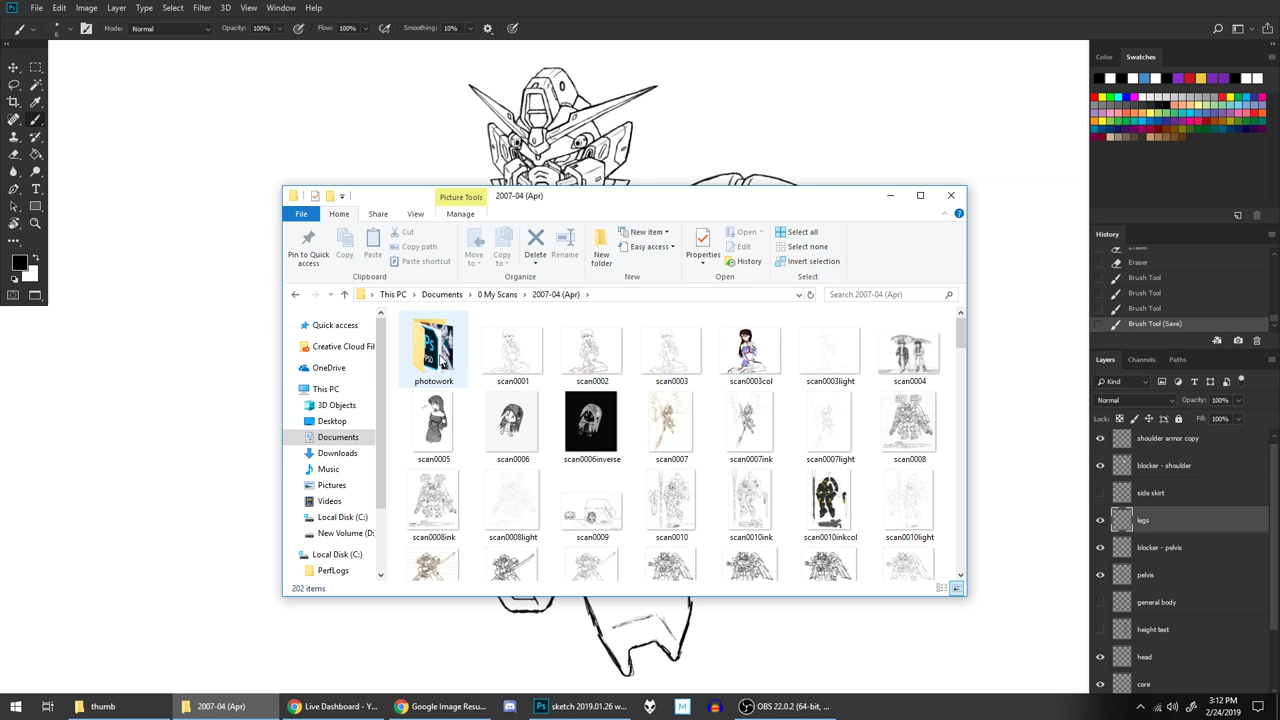 File Edit Image Layer Type Select Filter 3D View Window Help
6 Mode: Normal Opacity: 100% Flow: 100% Smoothing: 10%
Color Swatches
Picture Tools 2007-04 (Apr)
File Home Share View Manage
Pin to Quick access Copy Paste Cut Copy path Paste shortcut Move to Copy to Delete Rename New folder New item Easy access Properties Open Edit History Select all Select none Invert selection
Clipboard Organize New Open Select
This PC Documents 0 My Scans 2007-04 (Apr) Search 2007-04 (Apr)
Quick access
Creative Cloud Fil
OneDrive
This PC
3D Objects
Desktop
Documents
Downloads
Music
Pictures
Videos
Local Disk (C:)
New Volume (D:
Local Disk (C:)
PerfLogs
photowork scan0001 scan0002 scan0003 scan0003col scan0003light scan0004
scan0005 scan0006 scan0006inverse scan0007 scan0007ink scan0007light scan0008
scan0008ink scan0008light scan0009 scan0010 scan0010ink scan0010inkcol scan0010light
202 items
History
Eraser
Brush Tool
Brush Tool
Brush Tool
Brush Tool (Save)
Layers Channels Paths
Kind
Normal Opacity: 100%
Lock: Fill: 100%
shoulder armor copy
blocker - shoulder
side skirt
legs
blocker - pelvis
pelvis
general body
height test
head
core
thumb 2007-04 (Apr) Live Dashboard - Y... Google Image Resu... sketch 2019.01.26 w... OBS 22.0.2 (64-bit, ...
3:12 PM
2/24/2019